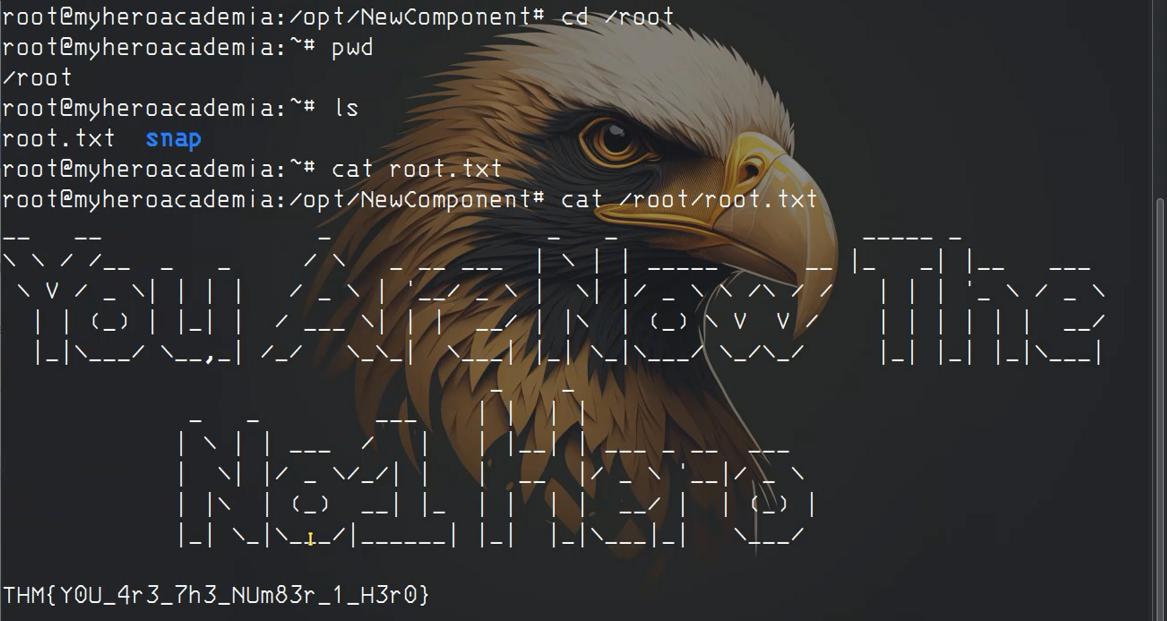 root@myheroacademia:/opt/NewComponent# cd /root
root@myheroacademia:~# pwd
/root
root@myheroacademia:~# ls
root.txt snap
root@myheroacademia:~# cat root.txt
root@myheroacademia:/opt/NewComponent# cat /root/root.txt
You Are Now The
No.1 Hero
THM{Y0U_4r3_7h3_NUm83r_1_H3r0}